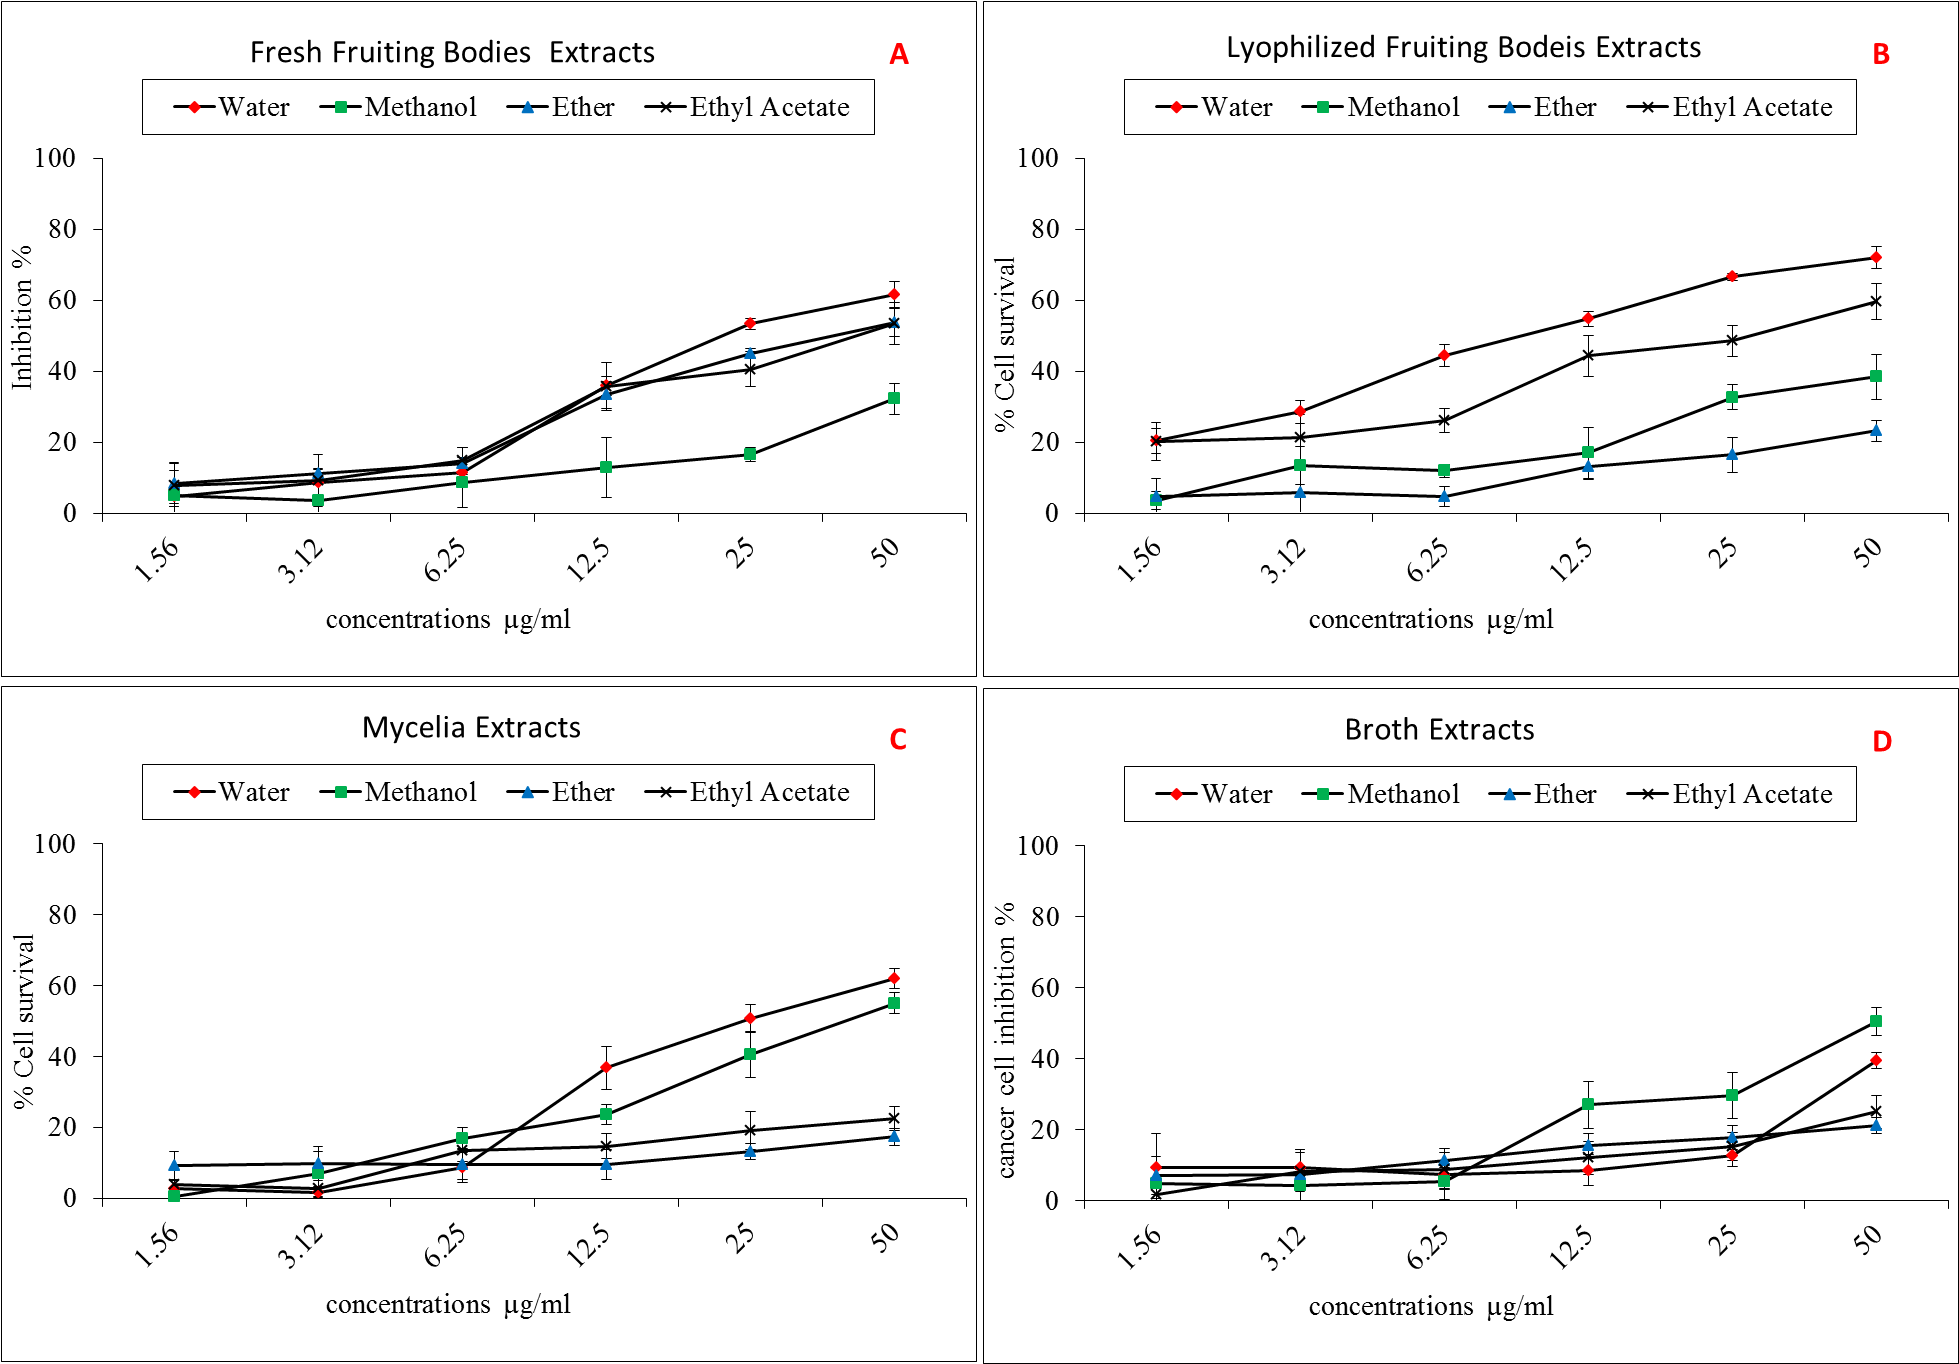 Fresh Fruiting Bodies Extracts
A
Water Methanol Ether Ethyl Acetate
100
80
60
40
20
0
Inhibition %
1.56 3.12 6.25 12.5 25 50
concentrations µg/ml
Lyophilized Fruiting Bodeis Extracts
B
Water Methanol Ether Ethyl Acetate
100
80
60
40
20
0
% Cell survival
1.56 3.12 6.25 12.5 25 50
concentrations µg/ml
Mycelia Extracts
C
Water Methanol Ether Ethyl Acetate
100
80
60
40
20
0
% Cell survival
1.56 3.12 6.25 12.5 25 50
concentrations µg/ml
Broth Extracts
D
Water Methanol Ether Ethyl Acetate
100
80
60
40
20
0
cancer cell inhibition %
1.56 3.12 6.25 12.5 25 50
concentrations µg/ml